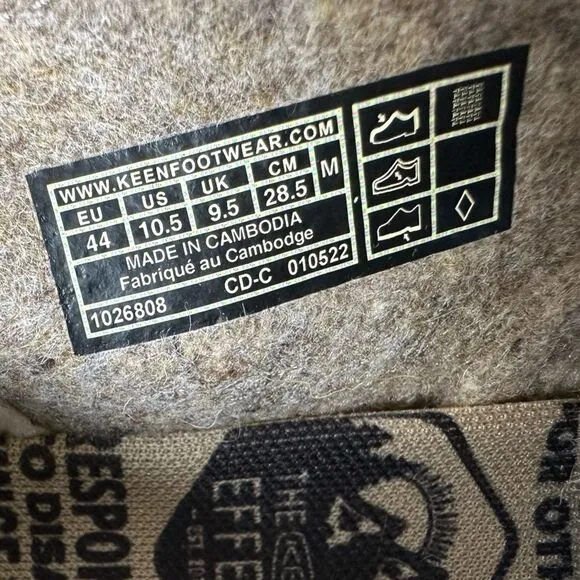 WWW.KEENFOOTWEAR.COM
EU US UK CM M
44 10.5 9.5 28.5
MADE IN CAMBODIA
Fabriqué au Cambodge
CD-C 010522
1026808
THE